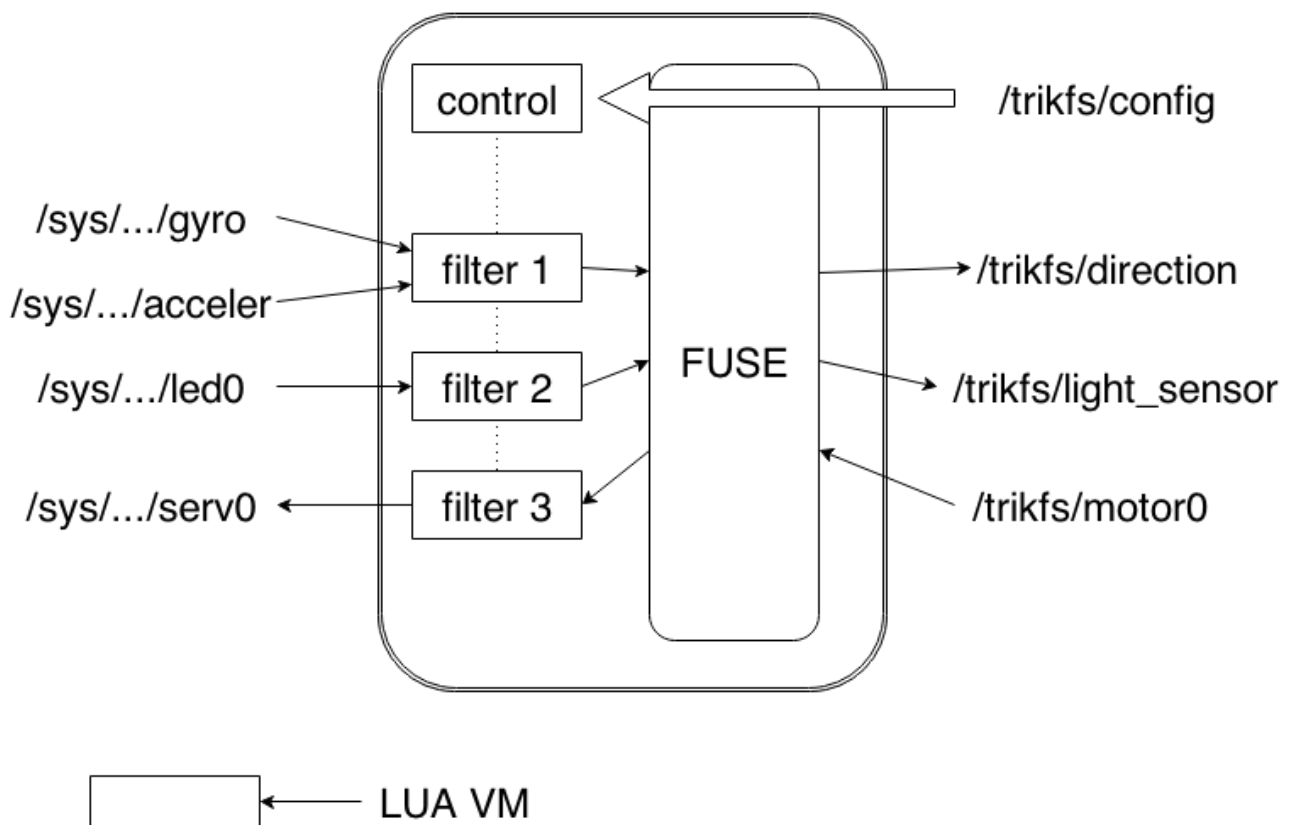 control
/trikfs/config
/sys/.../gyro
filter 1
/trikfs/direction
/sys/.../acceler
FUSE
/sys/.../led0
filter 2
/trikfs/light_sensor
/sys/.../serv0
filter 3
/trikfs/motor0
LUA VM